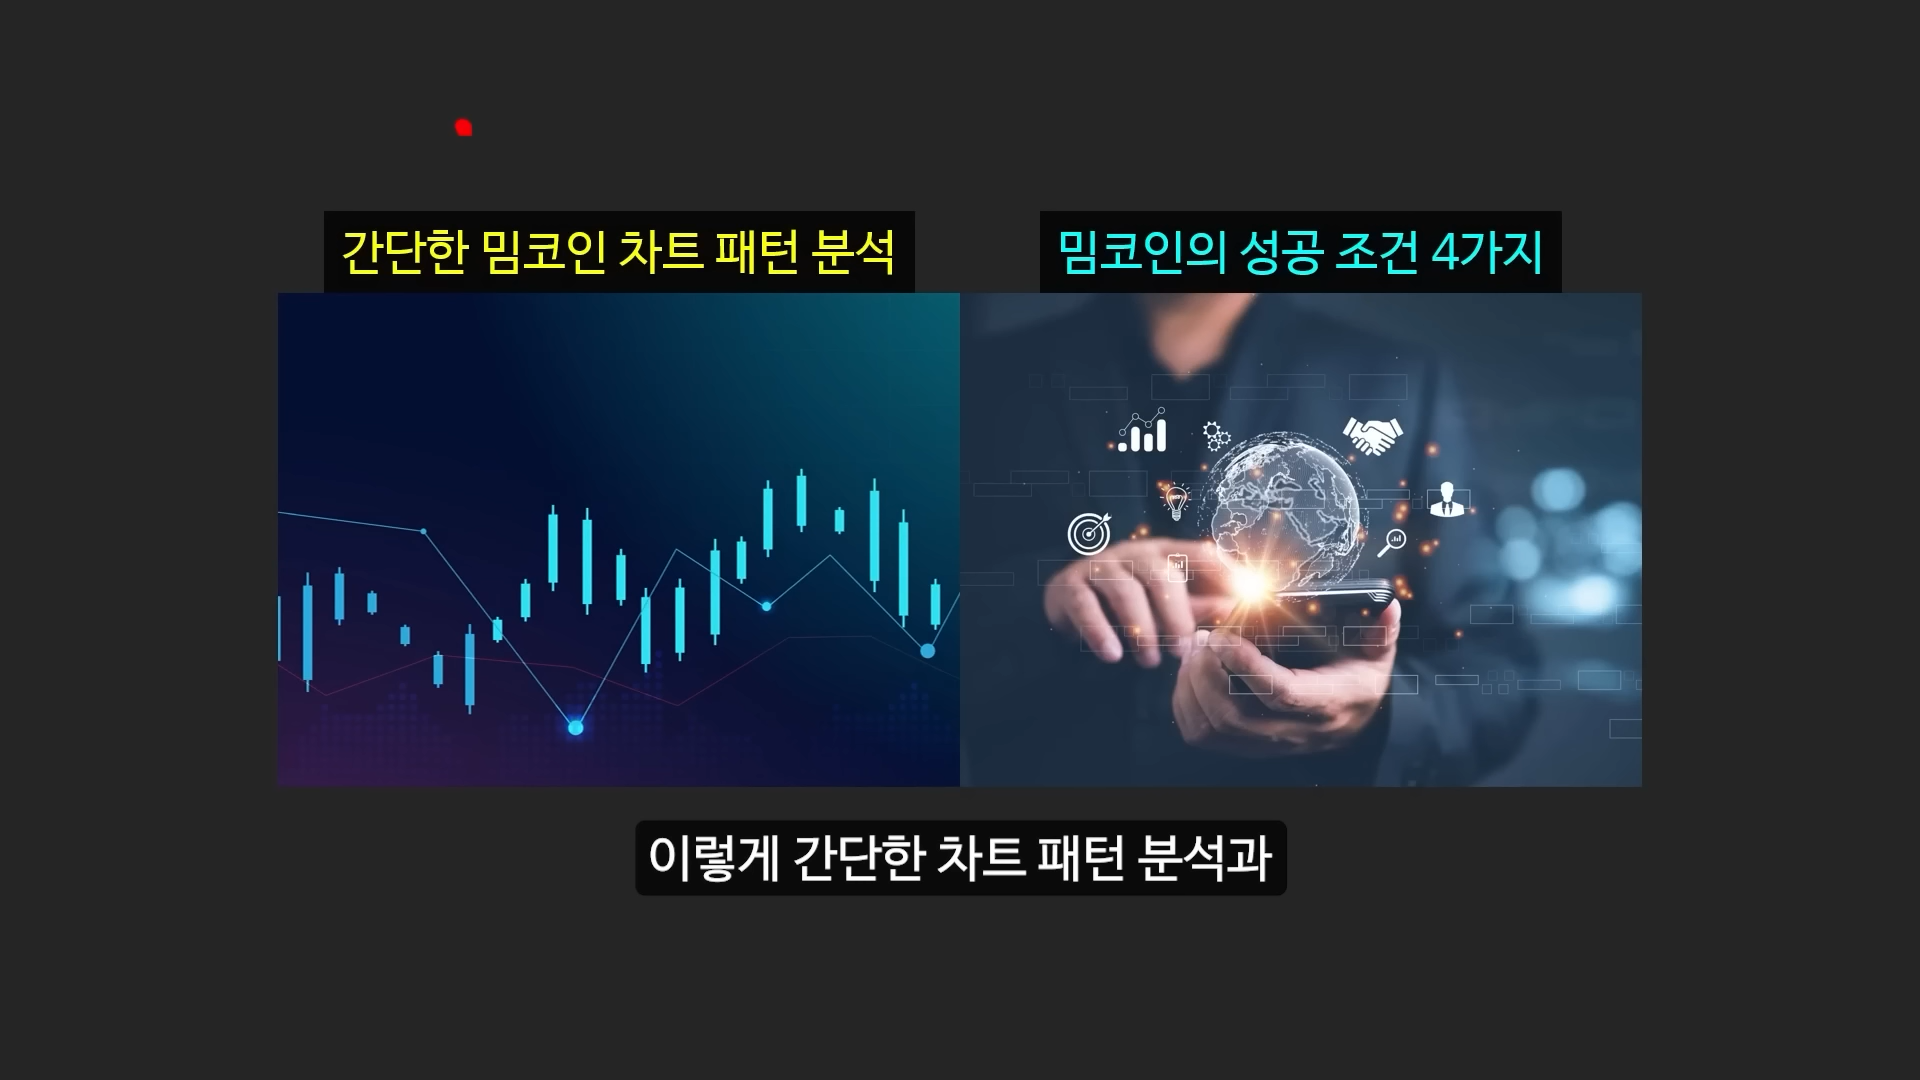 간단한 밈코인 차트 패턴 분석
밈코인의 성공 조건 4가지
이렇게 간단한 차트 패턴 분석과